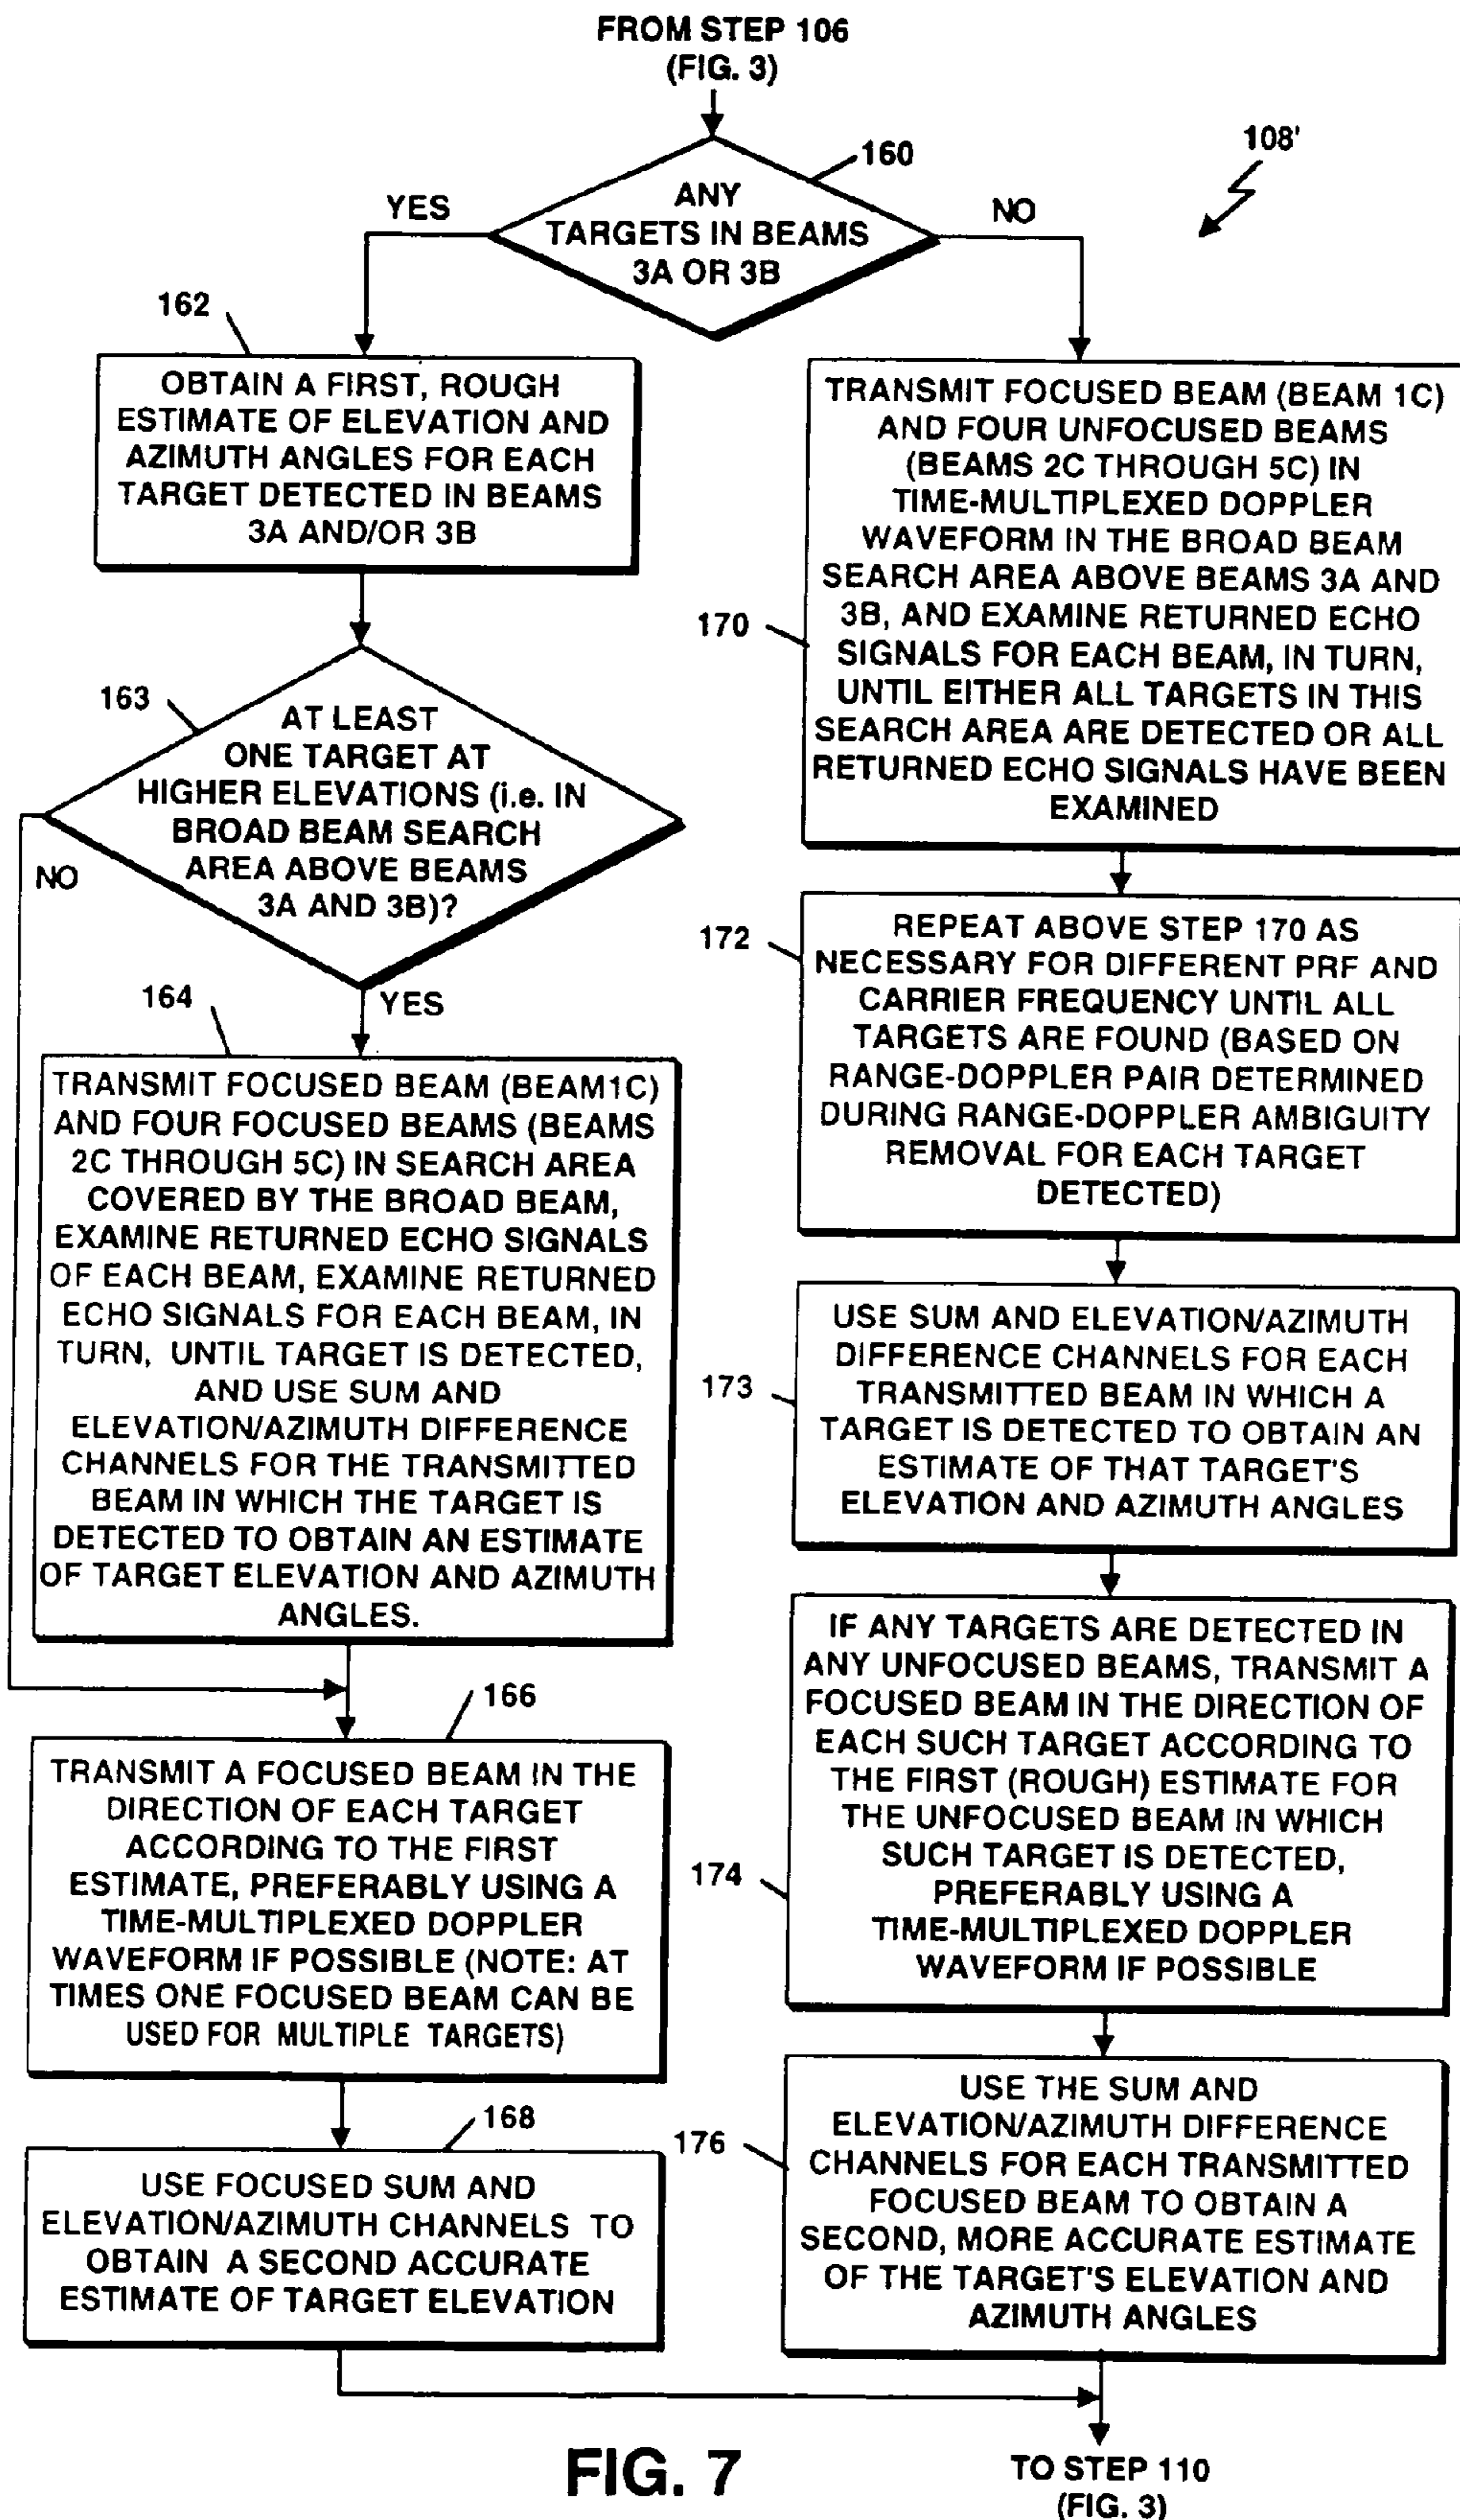 FROM STEP 106
(FIG. 3)
108'
160
ANY
TARGETS IN BEAMS
3A OR 3B
YES
NO
162
OBTAIN A FIRST, ROUGH
ESTIMATE OF ELEVATION AND
AZIMUTH ANGLES FOR EACH
TARGET DETECTED IN BEAMS
3A AND/OR 3B
163
AT LEAST
ONE TARGET AT
HIGHER ELEVATIONS (i.e. IN
BROAD BEAM SEARCH
AREA ABOVE BEAMS
3A AND 3B)?
NO
YES
164
TRANSMIT FOCUSED BEAM (BEAM1C)
AND FOUR FOCUSED BEAMS (BEAMS
2C THROUGH 5C) IN SEARCH AREA
COVERED BY THE BROAD BEAM,
EXAMINE RETURNED ECHO SIGNALS
OF EACH BEAM, EXAMINE RETURNED
ECHO SIGNALS FOR EACH BEAM, IN
TURN, UNTIL TARGET IS DETECTED,
AND USE SUM AND
ELEVATION/AZIMUTH DIFFERENCE
CHANNELS FOR THE TRANSMITTED
BEAM IN WHICH THE TARGET IS
DETECTED TO OBTAIN AN ESTIMATE
OF TARGET ELEVATION AND AZIMUTH
ANGLES.
166
TRANSMIT A FOCUSED BEAM IN THE
DIRECTION OF EACH TARGET
ACCORDING TO THE FIRST
ESTIMATE, PREFERABLY USING A
TIME-MULTIPLEXED DOPPLER
WAVEFORM IF POSSIBLE (NOTE: AT
TIMES ONE FOCUSED BEAM CAN BE
USED FOR MULTIPLE TARGETS)
168
USE FOCUSED SUM AND
ELEVATION/AZIMUTH CHANNELS TO
OBTAIN A SECOND ACCURATE
ESTIMATE OF TARGET ELEVATION
170
TRANSMIT FOCUSED BEAM (BEAM 1C)
AND FOUR UNFOCUSED BEAMS
(BEAMS 2C THROUGH 5C) IN
TIME-MULTIPLEXED DOPPLER
WAVEFORM IN THE BROAD BEAM
SEARCH AREA ABOVE BEAMS 3A AND
3B, AND EXAMINE RETURNED ECHO
SIGNALS FOR EACH BEAM, IN TURN,
UNTIL EITHER ALL TARGETS IN THIS
SEARCH AREA ARE DETECTED OR ALL
RETURNED ECHO SIGNALS HAVE BEEN
EXAMINED
172
REPEAT ABOVE STEP 170 AS
NECESSARY FOR DIFFERENT PRF AND
CARRIER FREQUENCY UNTIL ALL
TARGETS ARE FOUND (BASED ON
RANGE-DOPPLER PAIR DETERMINED
DURING RANGE-DOPPLER AMBIGUITY
REMOVAL FOR EACH TARGET
DETECTED)
173
USE SUM AND ELEVATION/AZIMUTH
DIFFERENCE CHANNELS FOR EACH
TRANSMITTED BEAM IN WHICH A
TARGET IS DETECTED TO OBTAIN AN
ESTIMATE OF THAT TARGET'S
ELEVATION AND AZIMUTH ANGLES
174
IF ANY TARGETS ARE DETECTED IN
ANY UNFOCUSED BEAMS, TRANSMIT A
FOCUSED BEAM IN THE DIRECTION OF
EACH SUCH TARGET ACCORDING TO
THE FIRST (ROUGH) ESTIMATE FOR
THE UNFOCUSED BEAM IN WHICH
SUCH TARGET IS DETECTED,
PREFERABLY USING A
TIME-MULTIPLEXED DOPPLER
WAVEFORM IF POSSIBLE
176
USE THE SUM AND
ELEVATION/AZIMUTH DIFFERENCE
CHANNELS FOR EACH TRANSMITTED
FOCUSED BEAM TO OBTAIN A
SECOND, MORE ACCURATE ESTIMATE
OF THE TARGET'S ELEVATION AND
AZIMUTH ANGLES
TO STEP 110
(FIG. 3)
FIG. 7